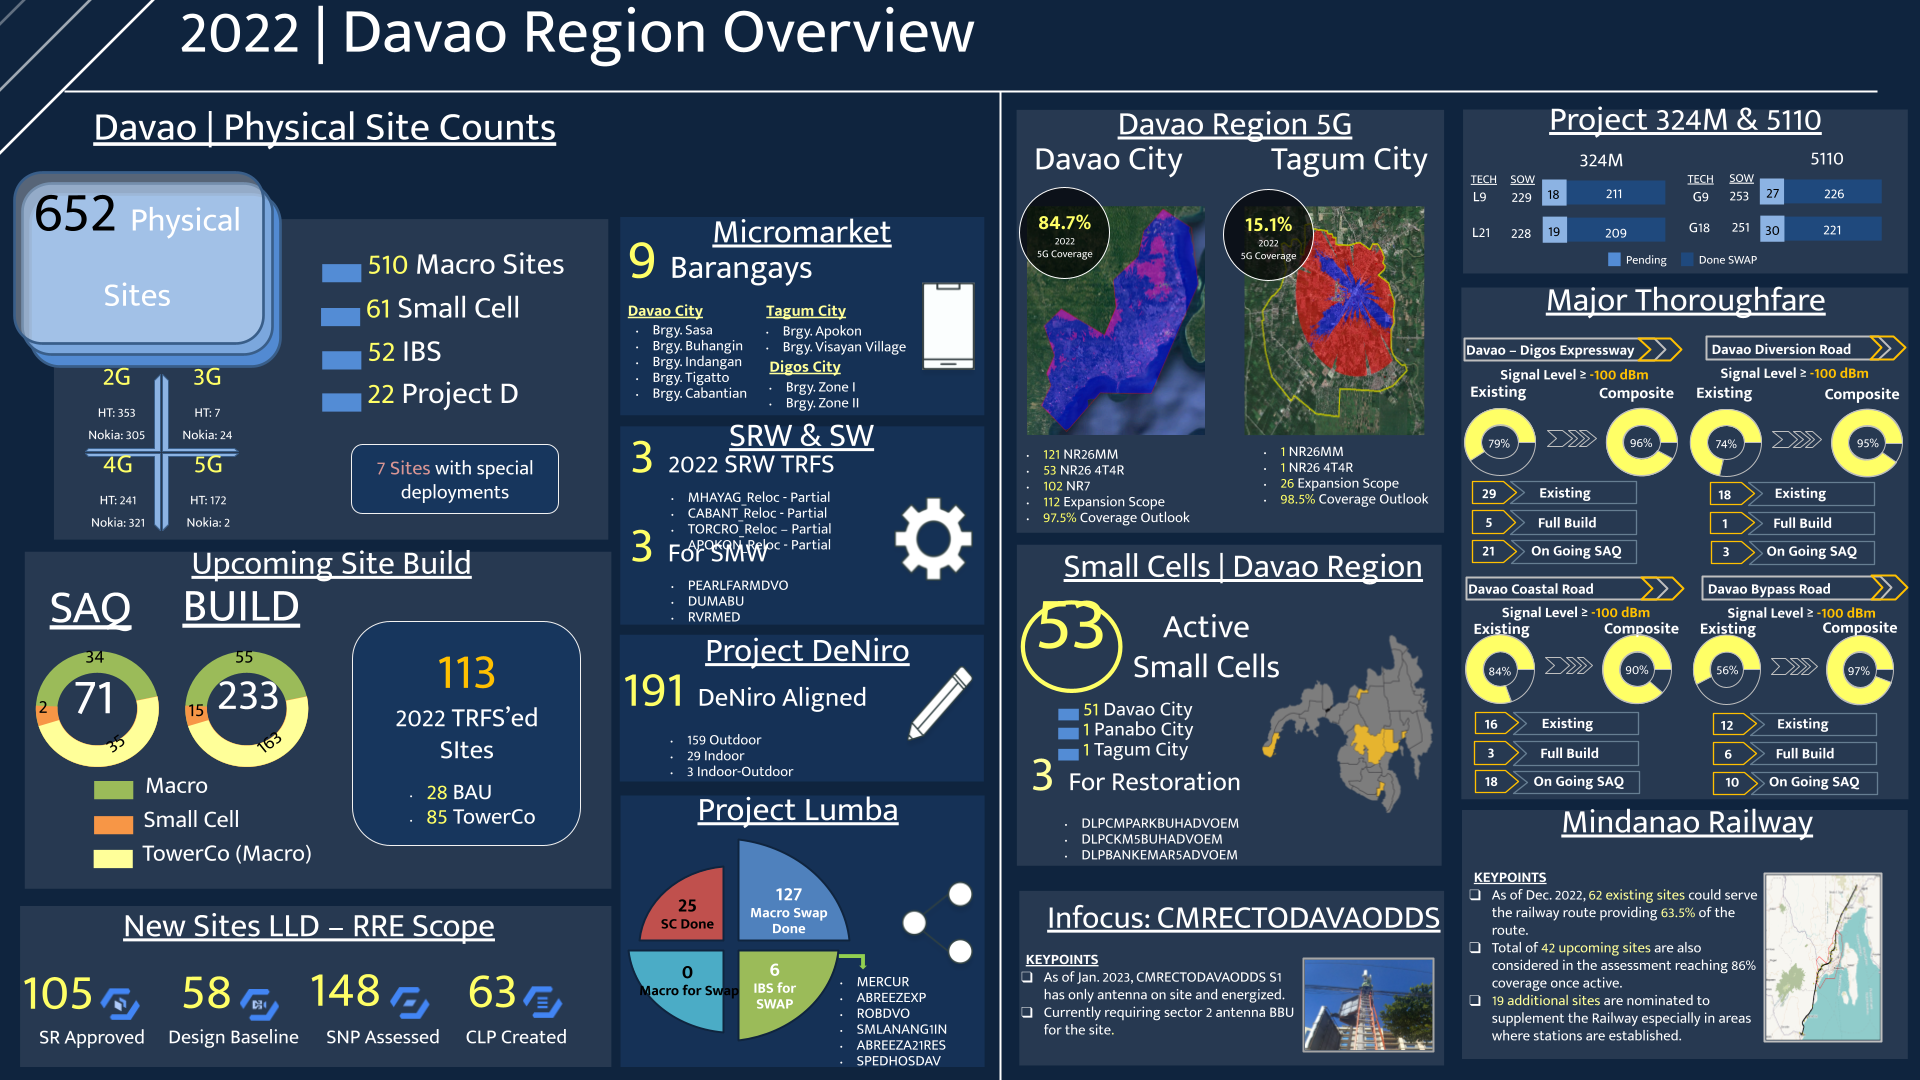 2022 | Davao Region Overview
Davao | Physical Site Counts
652 Physical
Sites
510 Macro Sites
61 Small Cell
52 IBS
22 Project D
2G
HT: 353
Nokia: 305
3G
HT: 7
Nokia: 24
4G
HT: 241
Nokia: 321
5G
HT: 172
Nokia: 2
7 Sites with special
deployments
Upcoming Site Build
SAQ
BUILD
34
71
2
35
55
233
15
163
Macro
Small Cell
TowerCo (Macro)
113
2022 TRFS'ed
SItes
· 28 BAU
· 85 TowerCo
New Sites LLD – RRE Scope
105
SR Approved
58
Design Baseline
148
SNP Assessed
63
CLP Created
Micromarket
9 Barangays
Davao City
· Brgy. Sasa
· Brgy. Buhangin
· Brgy. Indangan
· Brgy. Tigatto
· Brgy. Cabantian
Tagum City
· Brgy. Apokon
· Brgy. Visayan Village
Digos City
· Brgy. Zone I
· Brgy. Zone II
SRW & SW
3 2022 SRW TRFS
· MHAYAG_Reloc - Partial
· CABANT_Reloc - Partial
· TORCRO_Reloc – Partial
· APOKON_Reloc - Partial
3 For SMW
· PEARLFARMDVO
· DUMABU
· RVRMED
Project DeNiro
191 DeNiro Aligned
· 159 Outdoor
· 29 Indoor
· 3 Indoor-Outdoor
Project Lumba
25
SC Done
127
Macro Swap
Done
0
Macro for Swap
6
IBS for
SWAP
· MERCUR
· ABREEZEXP
· ROBDVO
· SMLANANG1IN
· ABREEZA21RES
· SPEDHOSDAV
Davao Region 5G
Davao City
84.7%
2022
5G Coverage
· 121 NR26MM
· 53 NR26 4T4R
· 102 NR7
· 112 Expansion Scope
· 97.5% Coverage Outlook
Tagum City
15.1%
2022
5G Coverage
· 1 NR26MM
· 1 NR26 4T4R
· 26 Expansion Scope
· 98.5% Coverage Outlook
Small Cells | Davao Region
53
Active
Small Cells
51 Davao City
1 Panabo City
1 Tagum City
3 For Restoration
· DLPCMPARKBUHADVOEM
· DLPCKM5BUHADVOEM
· DLPBANKEMAR5ADVOEM
Infocus: CMRECTODAVAODDS
KEYPOINTS
❑ As of Jan. 2023, CMRECTODAVAODDS S1
has only antenna on site and energized.
❑ Currently requiring sector 2 antenna BBU
for the site.
Project 324M & 5110
324M
TECH SOW
L9 229 18 211
L21 228 19 209
5110
TECH SOW
G9 253 27 226
G18 251 30 221
Pending Done SWAP
Major Thoroughfare
Davao – Digos Expressway
Signal Level ≥ -100 dBm
Existing Composite
79% 96%
29 Existing
5 Full Build
21 On Going SAQ
Davao Diversion Road
Signal Level ≥ -100 dBm
Existing Composite
74% 95%
18 Existing
1 Full Build
3 On Going SAQ
Davao Coastal Road
Signal Level ≥ -100 dBm
Existing Composite
84% 90%
16 Existing
3 Full Build
18 On Going SAQ
Davao Bypass Road
Signal Level ≥ -100 dBm
Existing Composite
56% 97%
12 Existing
6 Full Build
10 On Going SAQ
Mindanao Railway
KEYPOINTS
❑ As of Dec. 2022, 62 existing sites could serve
the railway route providing 63.5% of the
route.
❑ Total of 42 upcoming sites are also
considered in the assessment reaching 86%
coverage once active.
❑ 19 additional sites are nominated to
supplement the Railway especially in areas
where stations are established.